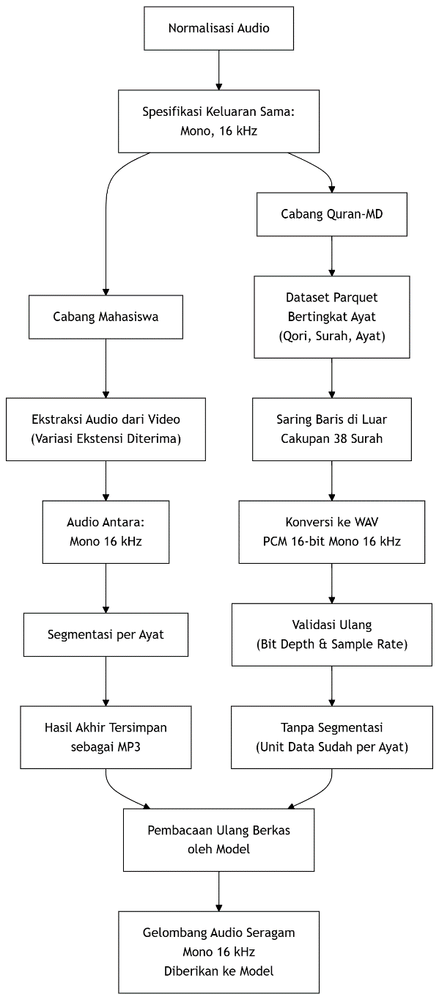 Normalisasi Audio
Spesifikasi Keluaran Sama:
Mono, 16 kHz
Cabang Quran-MD
Dataset Parquet
Bertingkat Ayat
(Qori, Surah, Ayat)
Cabang Mahasiswa
Ekstraksi Audio dari Video
(Variasi Ekstensi Diterima)
Saring Baris di Luar
Cakupan 38 Surah
Audio Antara:
Mono 16 kHz
Konversi ke WAV
PCM 16-bit Mono 16 kHz
Segmentasi per Ayat
Validasi Ulang
(Bit Depth & Sample Rate)
Hasil Akhir Tersimpan
sebagai MP3
Tanpa Segmentasi
(Unit Data Sudah per Ayat)
Pembacaan Ulang Berkas
oleh Model
Gelombang Audio Seragam
Mono 16 kHz
Diberikan ke Model